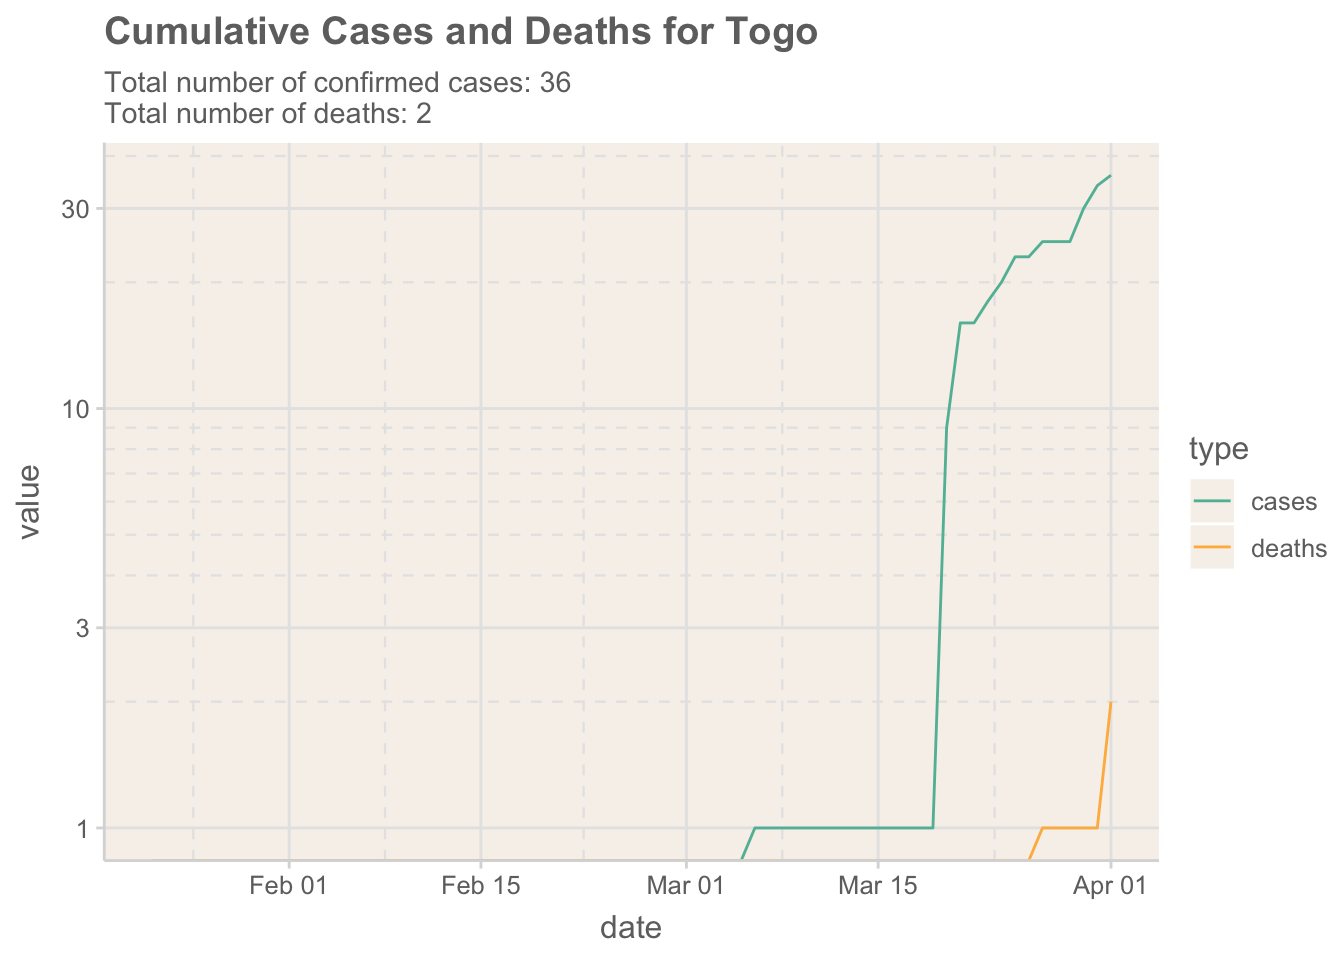 Cumulative Cases and Deaths for Togo
Total number of confirmed cases: 36
Total number of deaths: 2
30
10
3
1
value
Feb 01
Feb 15
Mar 01
Mar 15
Apr 01
date
type
cases
deaths